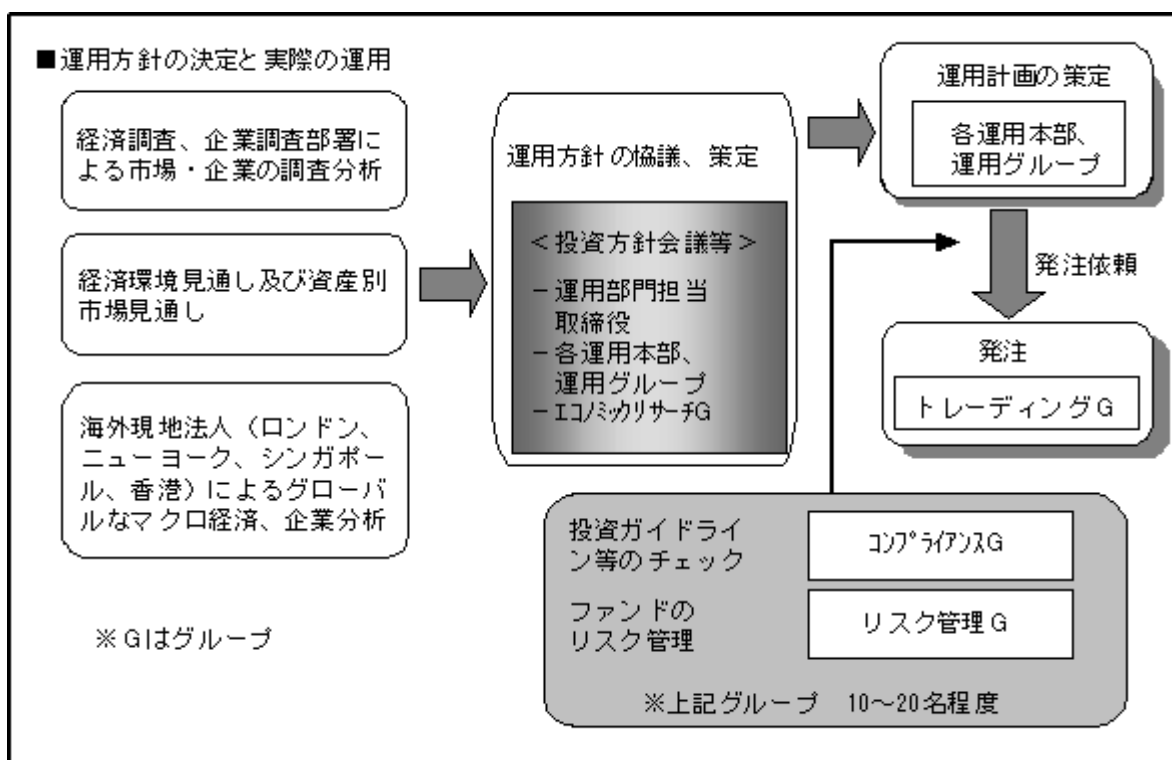 ■運用方針の決定と実際の運用
経済調査、企業調査部署に
よる市場・企業の調査分析
経済環境見通し及び資産別
市場見通し
海外現地法人（ロンドン、
ニューヨーク、シンガポー
ル、香港）によるグローバ
ルなマクロ経済、企業分析
※Gはグループ
運用方針の協議、策定
＜投資方針会議等＞
－運用部門担当
取締役
－各運用本部、
運用グループ
－ｴｺﾉﾐｯｸﾘｻｰﾁG
運用計画の策定
各運用本部、
運用グループ
発注依頼
発注
トレーディングG
投資ガイドライ
ン等のチェック
ｺﾝﾌﾟﾗｲｱﾝｽG
ファンドの
リスク管理
リスク管理G
※上記グループ　10～20名程度